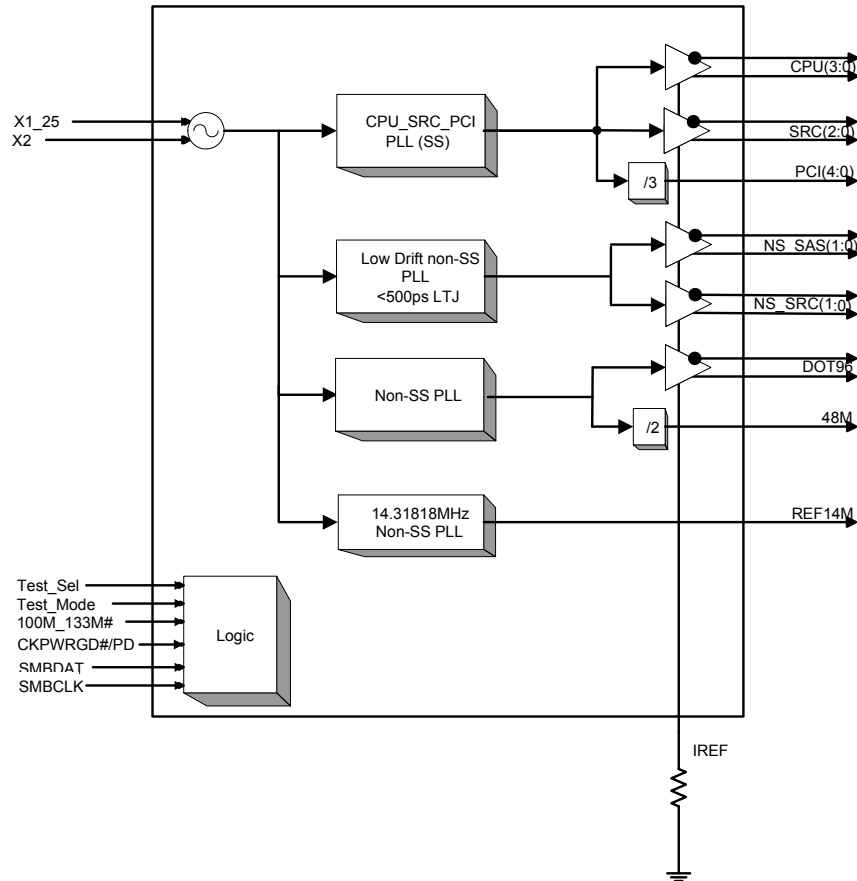 X1_25
X2
CPU_SRC_PCI
PLL (SS)
CPU(3:0)
SRC(2:0)
/3
PCI(4:0)
Low Drift non-SS
PLL
<500ps LTJ
NS_SAS(1:0)
NS_SRC(1:0)
Non-SS PLL
DOT96
/2
48M
14.31818MHz
Non-SS PLL
REF14M
Test_Sel
Test_Mode
100M_133M#
CKPWRGD#/PD
SMBDAT
SMBCLK
Logic
IREF